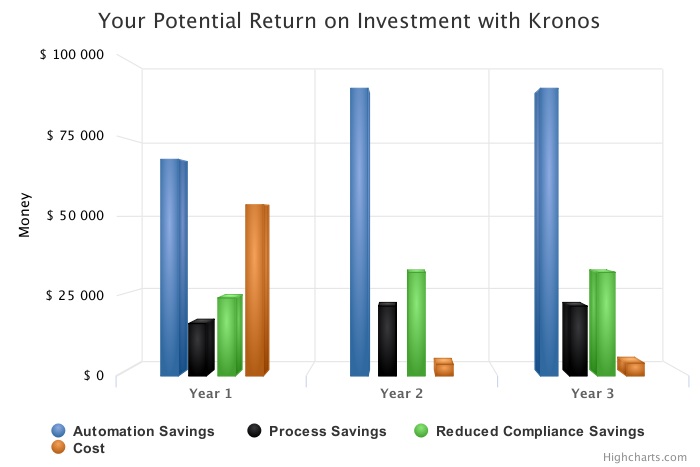 Your Potential Return on Investment with Kronos
$ 100 000
$ 75 000
$ 50 000
$ 25 000
$ 0
Money
Year 1
Year 2
Year 3
Automation Savings
Process Savings
Reduced Compliance Savings
Cost
Highcharts.com